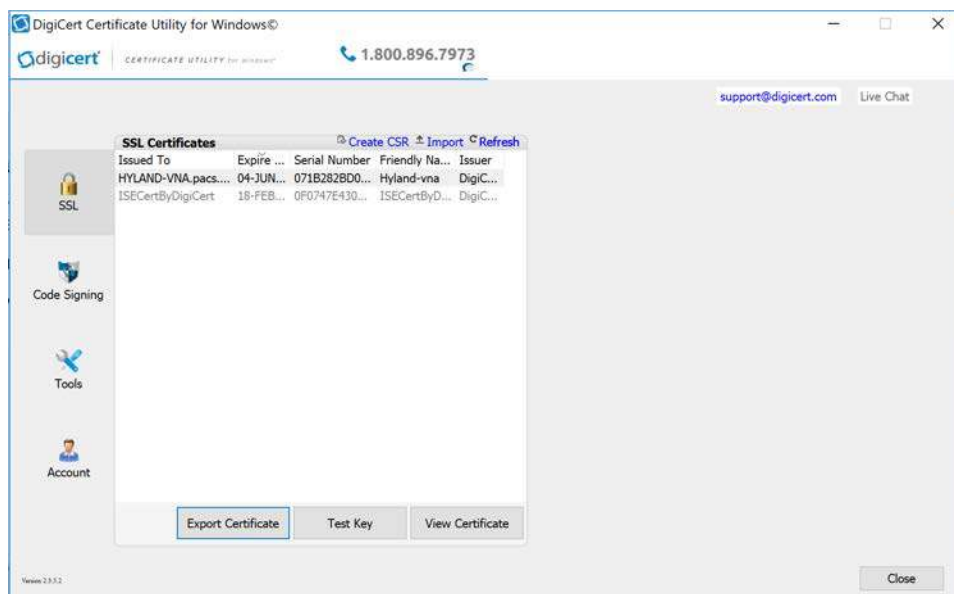 DigiCert Certificate Utility for Windows©
digicert CERTIFICATE UTILITY for WINDOWS® 1.800.896.7973
support@digicert.com Live Chat
SSL Certificates Create CSR Import Refresh
Issued To Expire ... Serial Number Friendly Na... Issuer
HYLAND-VNA.pacs.... 04-JUN... 071B282BD0... Hyland-vna DigiC...
ISECertByDigiCert 18-FEB... 0F0747E430... ISECertByD... DigiC...
SSL
Code Signing
Tools
Account
Export Certificate Test Key View Certificate
Close